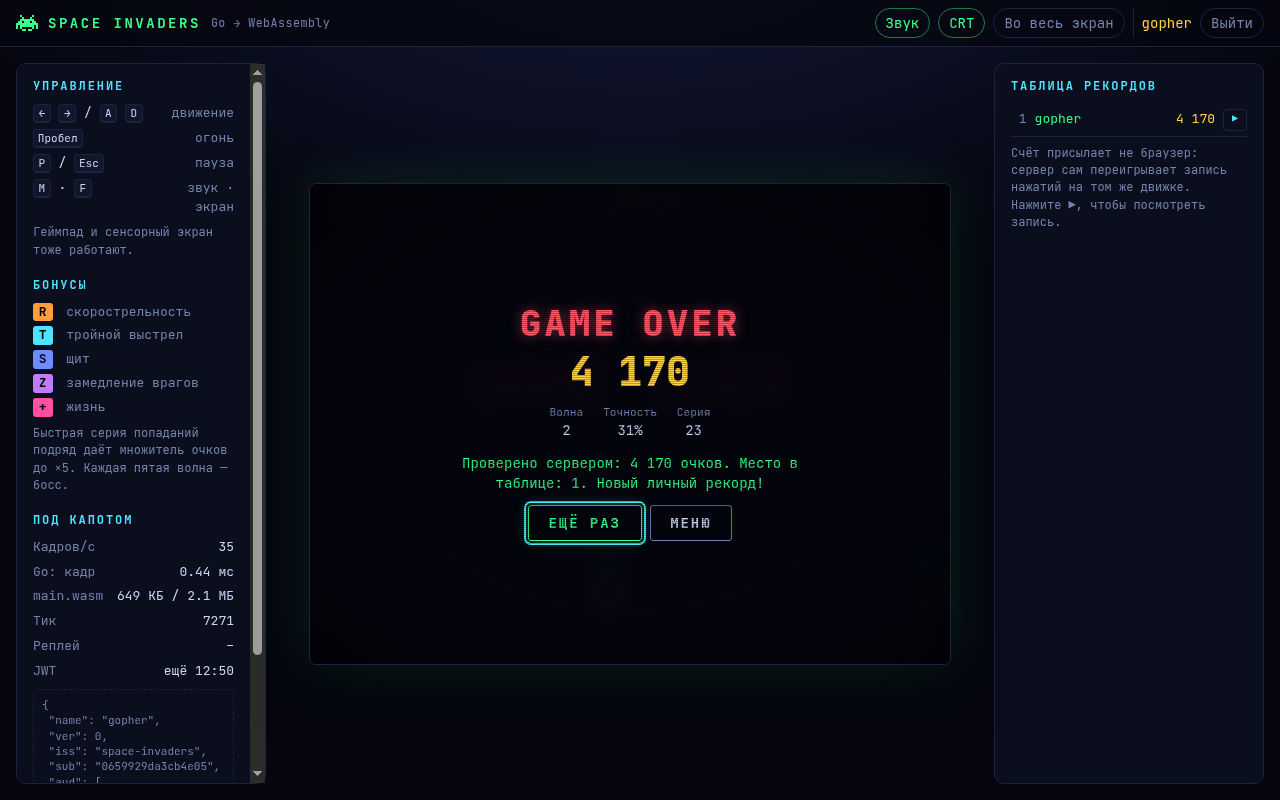 SPACE INVADERS Go → WebAssembly Звук CRT Во весь экран gopher Выйти
УПРАВЛЕНИЕ
← → / A D движение
Пробел огонь
P / Esc пауза
M · F звук ·
экран
Геймпад и сенсорный экран
тоже работают.
БОНУСЫ
R скорострельность
T тройной выстрел
S щит
Z замедление врагов
+ жизнь
Быстрая серия попаданий
подряд даёт множитель очков
до ×5. Каждая пятая волна —
босс.
ПОД КАПОТОМ
Кадров/с 35
Go: кадр 0.44 мс
main.wasm 649 КБ / 2.1 МБ
Тик 7271
Реплей –
JWT ещё 12:50
{
"name": "gopher",
"ver": 0,
"iss": "space-invaders",
"sub": "0659929da3cb4e05",
"aud": [
GAME OVER
4 170
Волна Точность Серия
2 31% 23
Проверено сервером: 4 170 очков. Место в
таблице: 1. Новый личный рекорд!
ЕЩЁ РАЗ МЕНЮ
ТАБЛИЦА РЕКОРДОВ
1 gopher 4 170 ►
Счёт присылает не браузер:
сервер сам переигрывает запись
нажатий на том же движке.
Нажмите ►, чтобы посмотреть
запись.